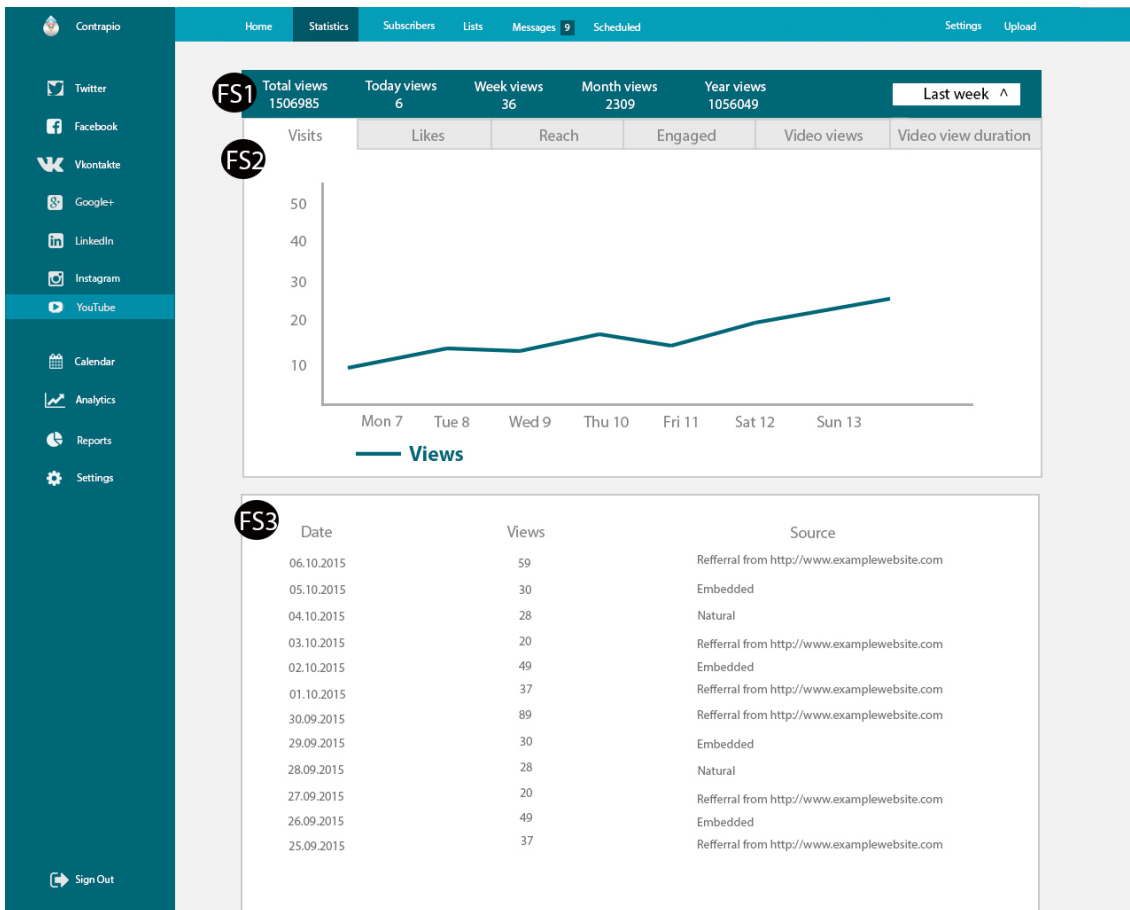 Contrapio
Home Statistics Subscribers Lists Messages 9 Scheduled Settings Upload
Twitter
Facebook
Vkontakte
Google+
LinkedIn
Instagram
YouTube
Calendar
Analytics
Reports
Settings
Sign Out
FS1
Total views Today views Week views Month views Year views
1506985 6 36 2309 1056049
Last week ^
Visits Likes Reach Engaged Video views Video view duration
FS2
50
40
30
20
10
Mon 7 Tue 8 Wed 9 Thu 10 Fri 11 Sat 12 Sun 13
Views
FS3
Date Views Source
06.10.2015 59 Refferral from http://www.examplewebsite.com
05.10.2015 30 Embedded
04.10.2015 28 Natural
03.10.2015 20 Refferral from http://www.examplewebsite.com
02.10.2015 49 Embedded
01.10.2015 37 Refferral from http://www.examplewebsite.com
30.09.2015 89 Refferral from http://www.examplewebsite.com
29.09.2015 30 Embedded
28.09.2015 28 Natural
27.09.2015 20 Refferral from http://www.examplewebsite.com
26.09.2015 49 Embedded
25.09.2015 37 Refferral from http://www.examplewebsite.com